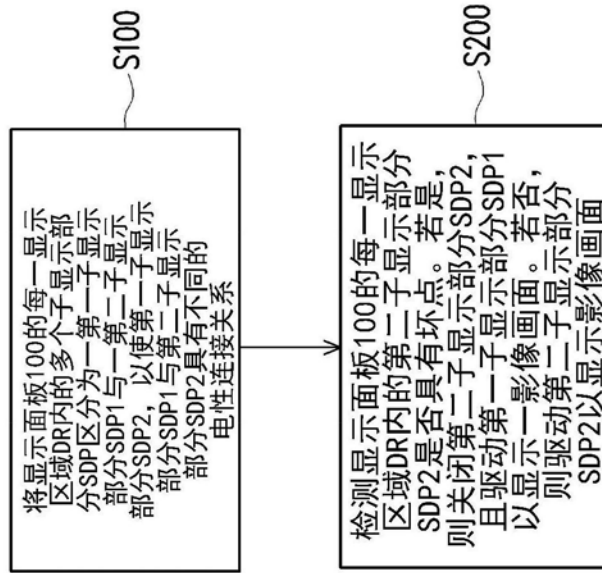 将显示面板100的每一显示
区域DR内的多个子显示部
分SDP区分为一第一子显示
部分SDP1与一第二子显示
部分SDP2，以使第一子显示
部分SDP1与第二子显示
部分SDP2具有不同的
电性连接关系
S100
检测显示面板100的每一显示
区域DR内的第二子显示部分
SDP2是否具有坏点。若是，
则关闭第二子显示部分SDP2，
且驱动第一子显示部分SDP1
以显示一影像画面。若否，
则驱动第二子显示部分
SDP2以显示影像画面
S200